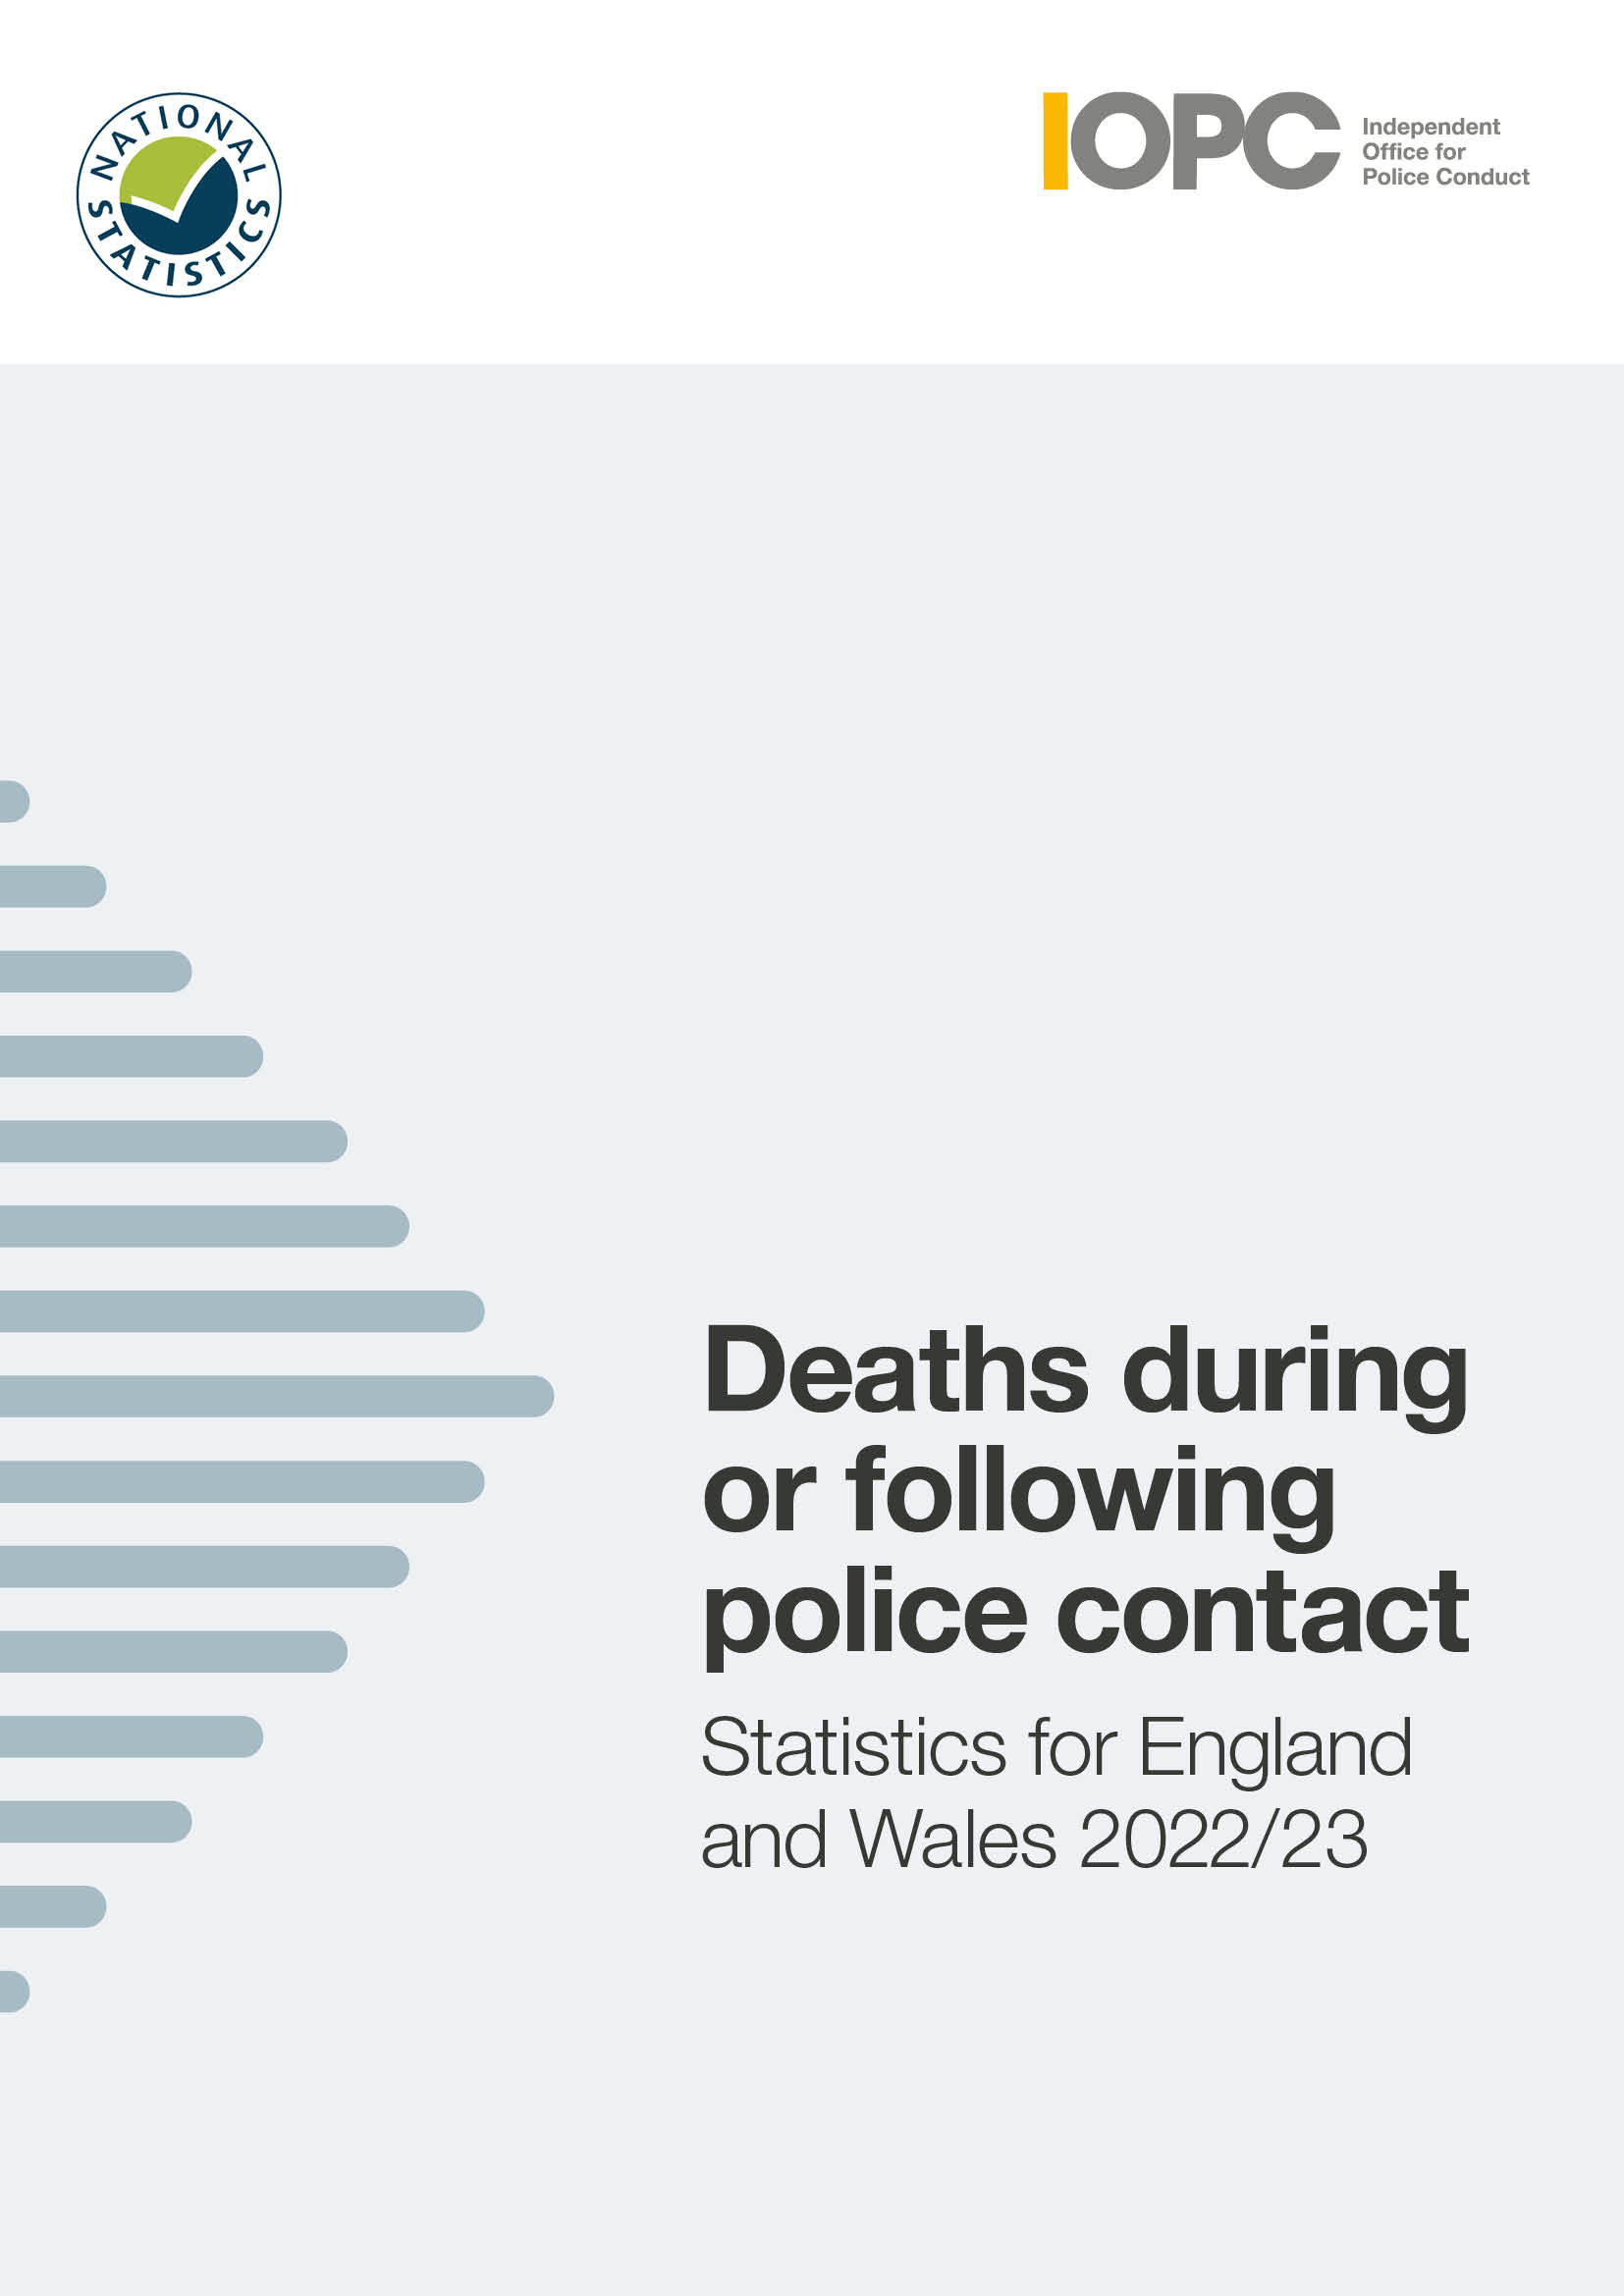 NATIONAL STATISTICS
IOPC
Independent
Office for
Police Conduct
Deaths during
or following
police contact
Statistics for England
and Wales 2022/23